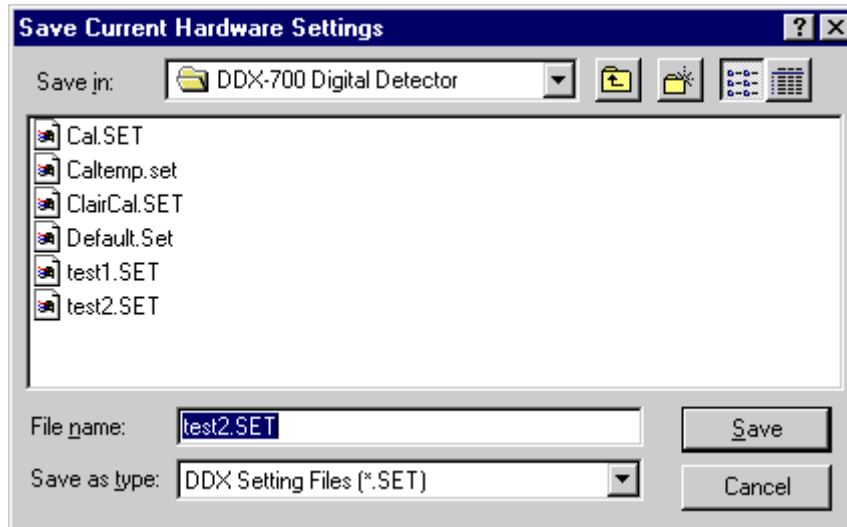 Save Current Hardware Settings
Save in: DDX-700 Digital Detector
Cal.SET
Caltemp.set
ClairCal.SET
Default.Set
test1.SET
test2.SET
File name: test2.SET Save
Save as type: DDX Setting Files (*.SET) Cancel